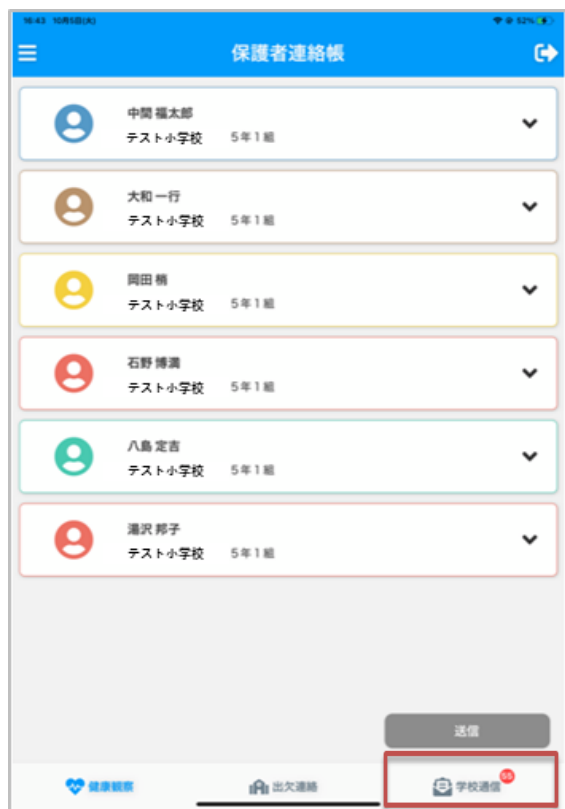 16:43 10月5日(火) 52%
保護者連絡帳
中間 福太郎
テスト小学校 5年1組
大和 一行
テスト小学校 5年1組
岡田 梢
テスト小学校 5年1組
石野 博満
テスト小学校 5年1組
八島 定吉
テスト小学校 5年1組
湯沢 邦子
テスト小学校 5年1組
送信
健康観察 出欠連絡 学校通信 55